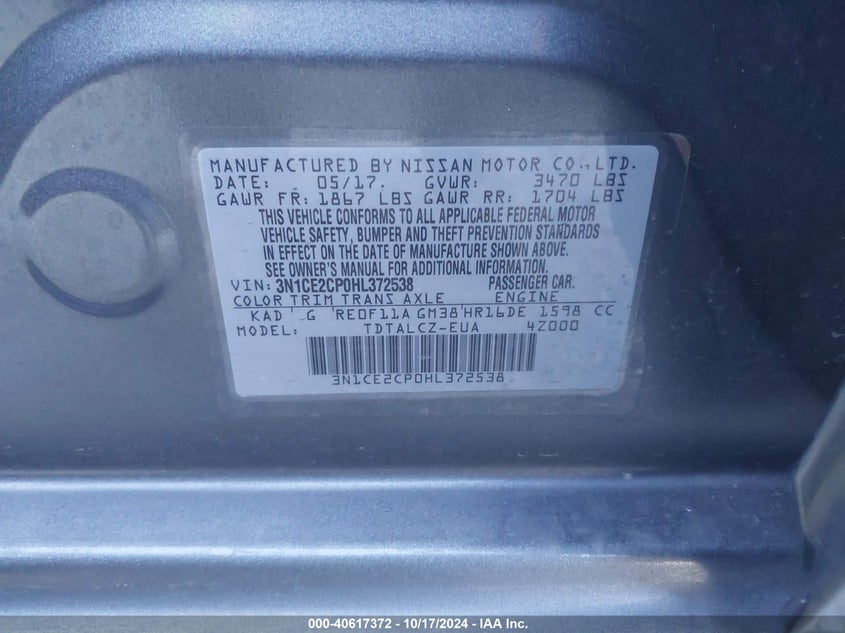 MANUFACTURED BY NISSAN MOTOR CO., LTD.
DATE: 05/17. GVWR: 3470 LBS
GAWR FR: 1867 LBS GAWR RR: 1704 LBS
THIS VEHICLE CONFORMS TO ALL APPLICABLE FEDERAL MOTOR
VEHICLE SAFETY, BUMPER AND THEFT PREVENTION STANDARDS
IN EFFECT ON THE DATE OF MANUFACTURE SHOWN ABOVE.
SEE OWNER'S MANUAL FOR ADDITIONAL INFORMATION.
VIN: 3N1CE2CP0HL372538 PASSENGER CAR.
COLOR TRIM TRANS AXLE ENGINE
KAD G RE0F11A GM38 HR16DE 1598 CC
MODEL: TDTALCZ-EUA 4Z000
3N1CE2CP0HL372538
000-40617372 - 10/17/2024 - IAA Inc.